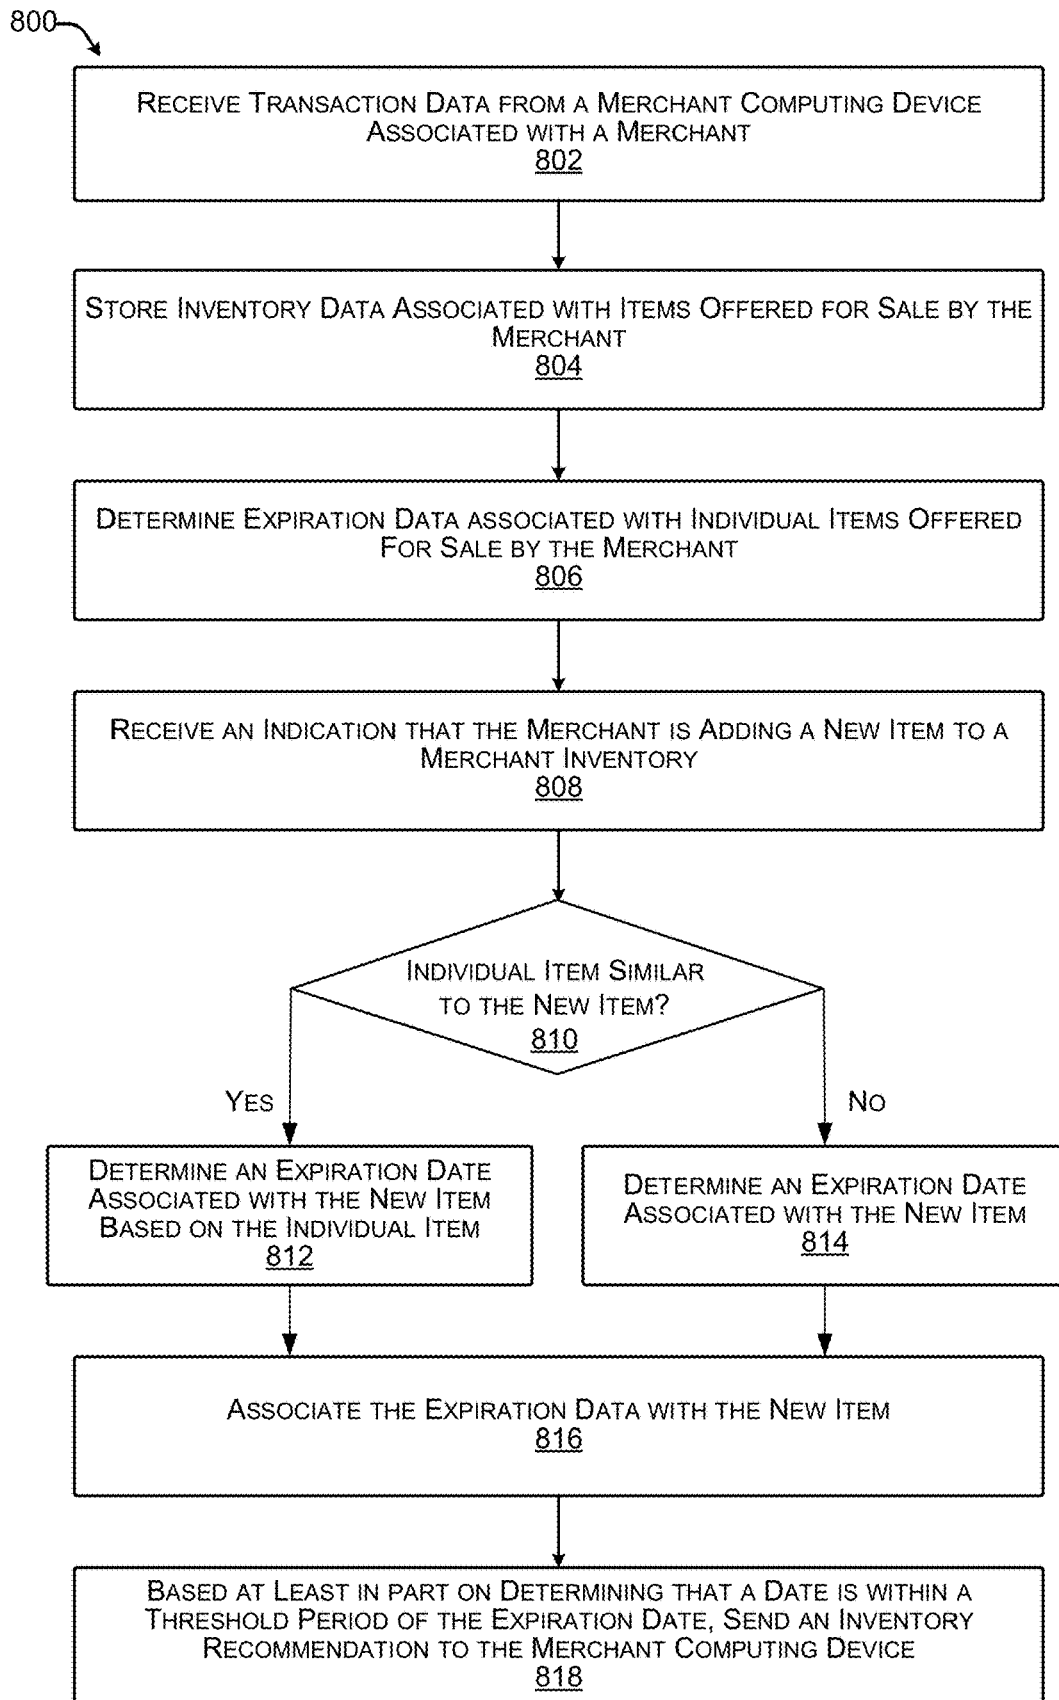 800
RECEIVE TRANSACTION DATA FROM A MERCHANT COMPUTING DEVICE
ASSOCIATED WITH A MERCHANT
802
STORE INVENTORY DATA ASSOCIATED WITH ITEMS OFFERED FOR SALE BY THE
MERCHANT
804
DETERMINE EXPIRATION DATA ASSOCIATED WITH INDIVIDUAL ITEMS OFFERED
FOR SALE BY THE MERCHANT
806
RECEIVE AN INDICATION THAT THE MERCHANT IS ADDING A NEW ITEM TO A
MERCHANT INVENTORY
808
INDIVIDUAL ITEM SIMILAR
TO THE NEW ITEM?
810
YES
NO
DETERMINE AN EXPIRATION DATE
ASSOCIATED WITH THE NEW ITEM
BASED ON THE INDIVIDUAL ITEM
812
DETERMINE AN EXPIRATION DATE
ASSOCIATED WITH THE NEW ITEM
814
ASSOCIATE THE EXPIRATION DATA WITH THE NEW ITEM
816
BASED AT LEAST IN PART ON DETERMINING THAT A DATE IS WITHIN A
THRESHOLD PERIOD OF THE EXPIRATION DATE, SEND AN INVENTORY
RECOMMENDATION TO THE MERCHANT COMPUTING DEVICE
818